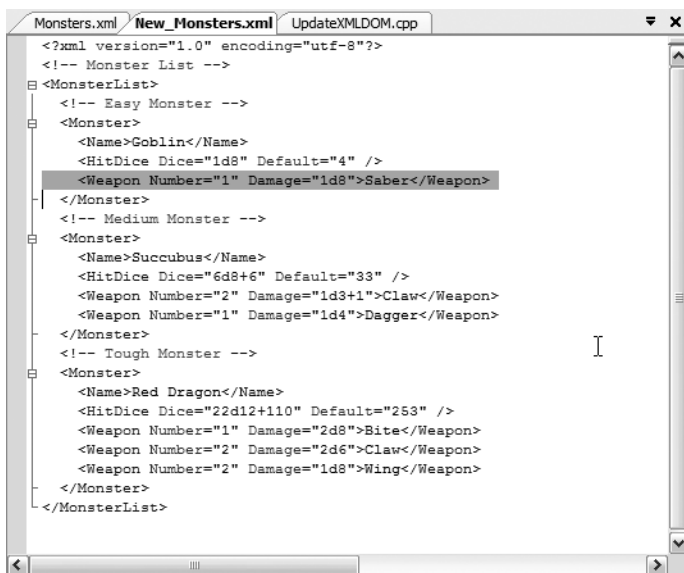 Monsters.xml New_Monsters.xml UpdateXMLDOM.cpp
<?xml version="1.0" encoding="utf-8"?>
<!-- Monster List -->
<MonsterList>
<!-- Easy Monster -->
<Monster>
<Name>Goblin</Name>
<HitDice Dice="1d8" Default="4" />
<Weapon Number="1" Damage="1d8">Saber</Weapon>
</Monster>
<!-- Medium Monster -->
<Monster>
<Name>Succubus</Name>
<HitDice Dice="6d8+6" Default="33" />
<Weapon Number="2" Damage="1d3+1">Claw</Weapon>
<Weapon Number="1" Damage="1d4">Dagger</Weapon>
</Monster>
<!-- Tough Monster -->
<Monster>
<Name>Red Dragon</Name>
<HitDice Dice="22d12+110" Default="253" />
<Weapon Number="1" Damage="2d8">Bite</Weapon>
<Weapon Number="2" Damage="2d6">Claw</Weapon>
<Weapon Number="2" Damage="1d8">Wing</Weapon>
</Monster>
</MonsterList>